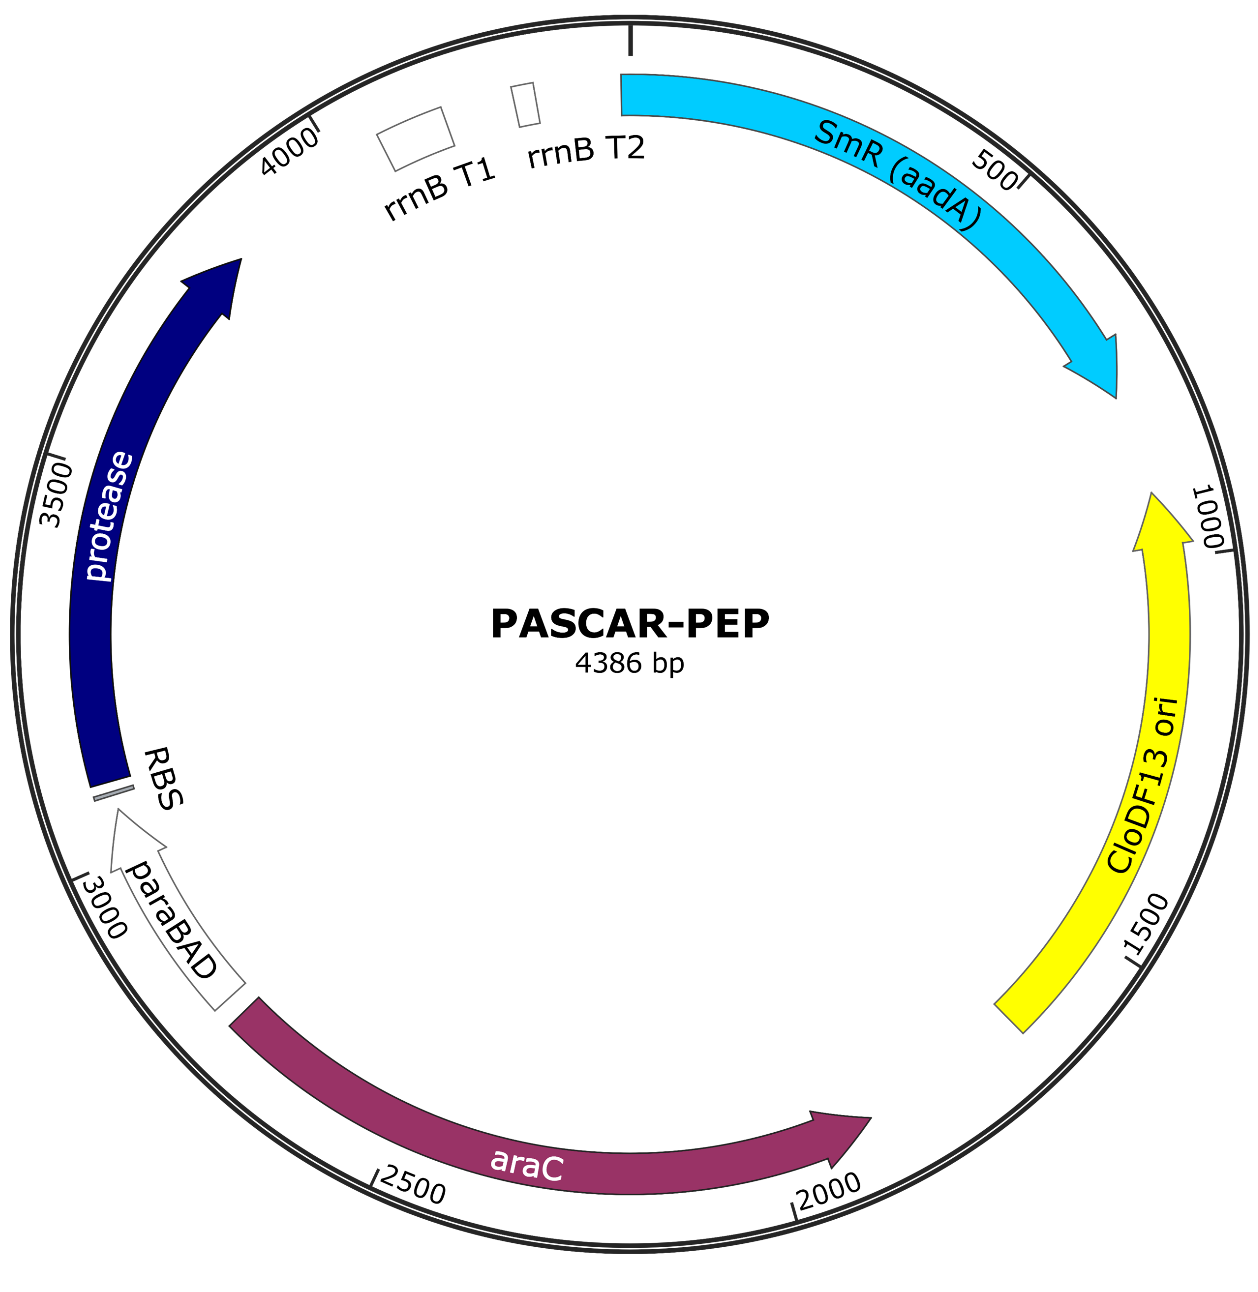 SmR (aadA)
500
1000
CloDF13 ori
1500
2000
araC
2500
paraBAD
3000
RBS
protease
3500
4000
rrnB T1
rrnB T2
PASCAR-PEP
4386 bp